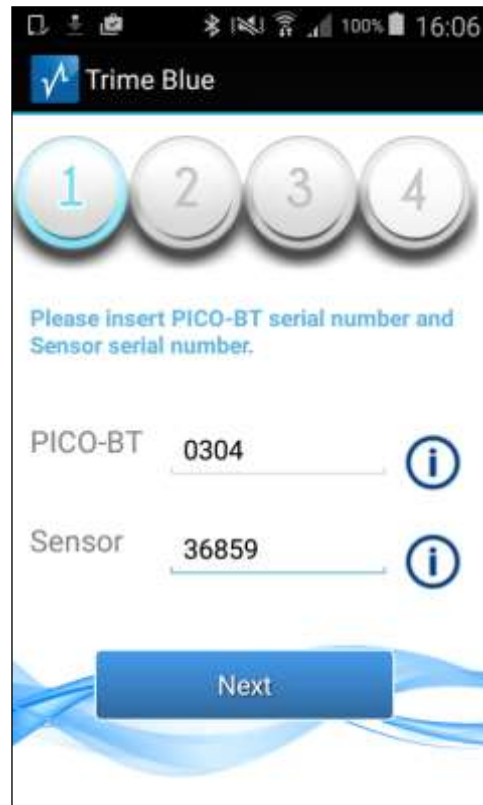 100% 16:06
Trime Blue
1 2 3 4
Please insert PICO-BT serial number and
Sensor serial number.
PICO-BT 0304
Sensor 36859
Next